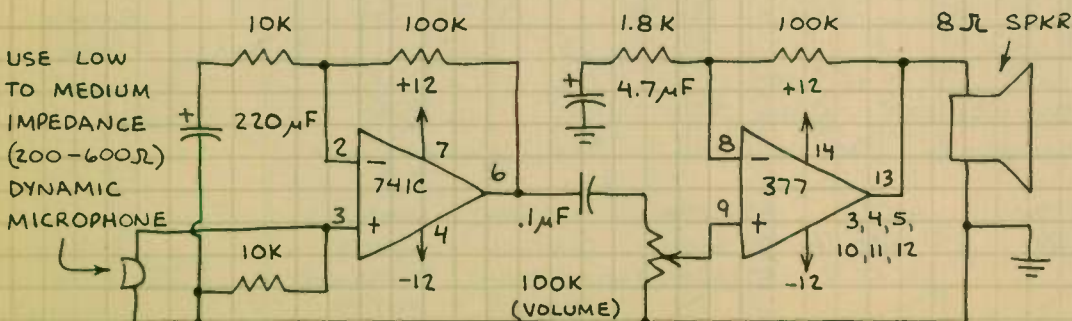 10K
100K
1.8K
100K
8Ω SPKR
USE LOW
TO MEDIUM
IMPEDANCE
(200-600Ω)
DYNAMIC
MICROPHONE
+
220µF
+12
2
−
7
741C
6
3
+
4
-12
10K
.1µF
100K
(VOLUME)
+
4.7µF
+12
8
−
14
377
13
9
+
3,4,5,
10,11,12
-12